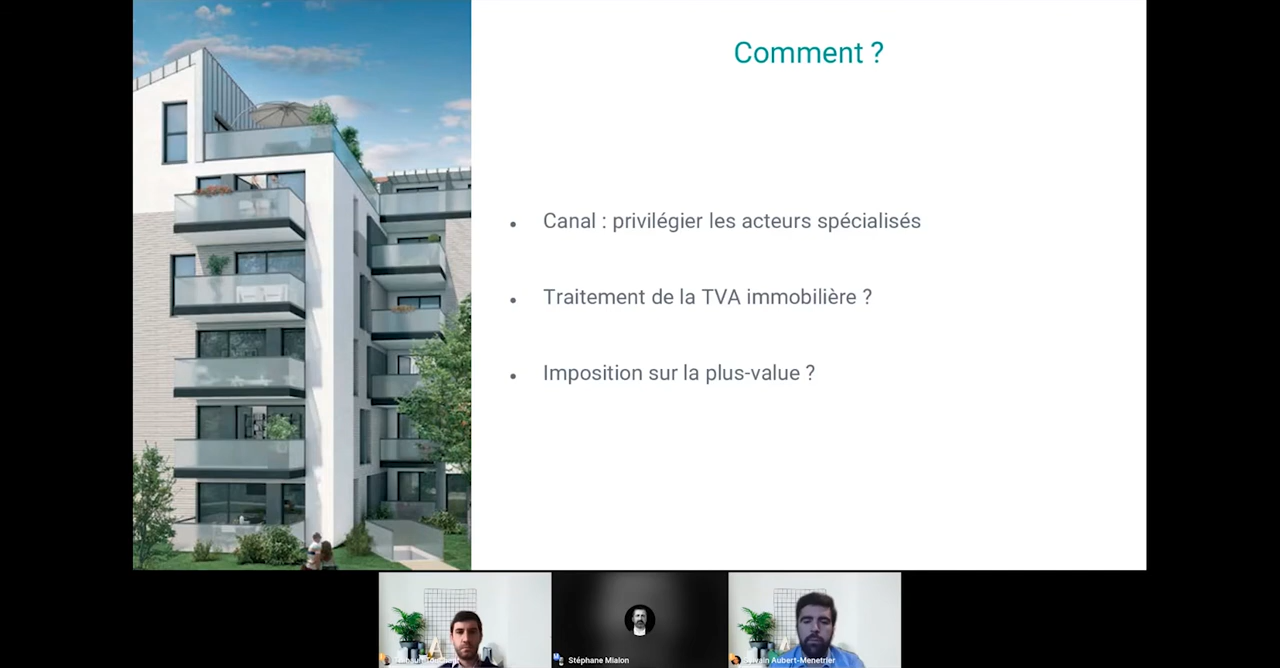 Comment ?
Canal : privilégier les acteurs spécialisés
Traitement de la TVA immobilière ?
Imposition sur la plus-value ?
Stéphane Mialon
Aubert-Menetrier